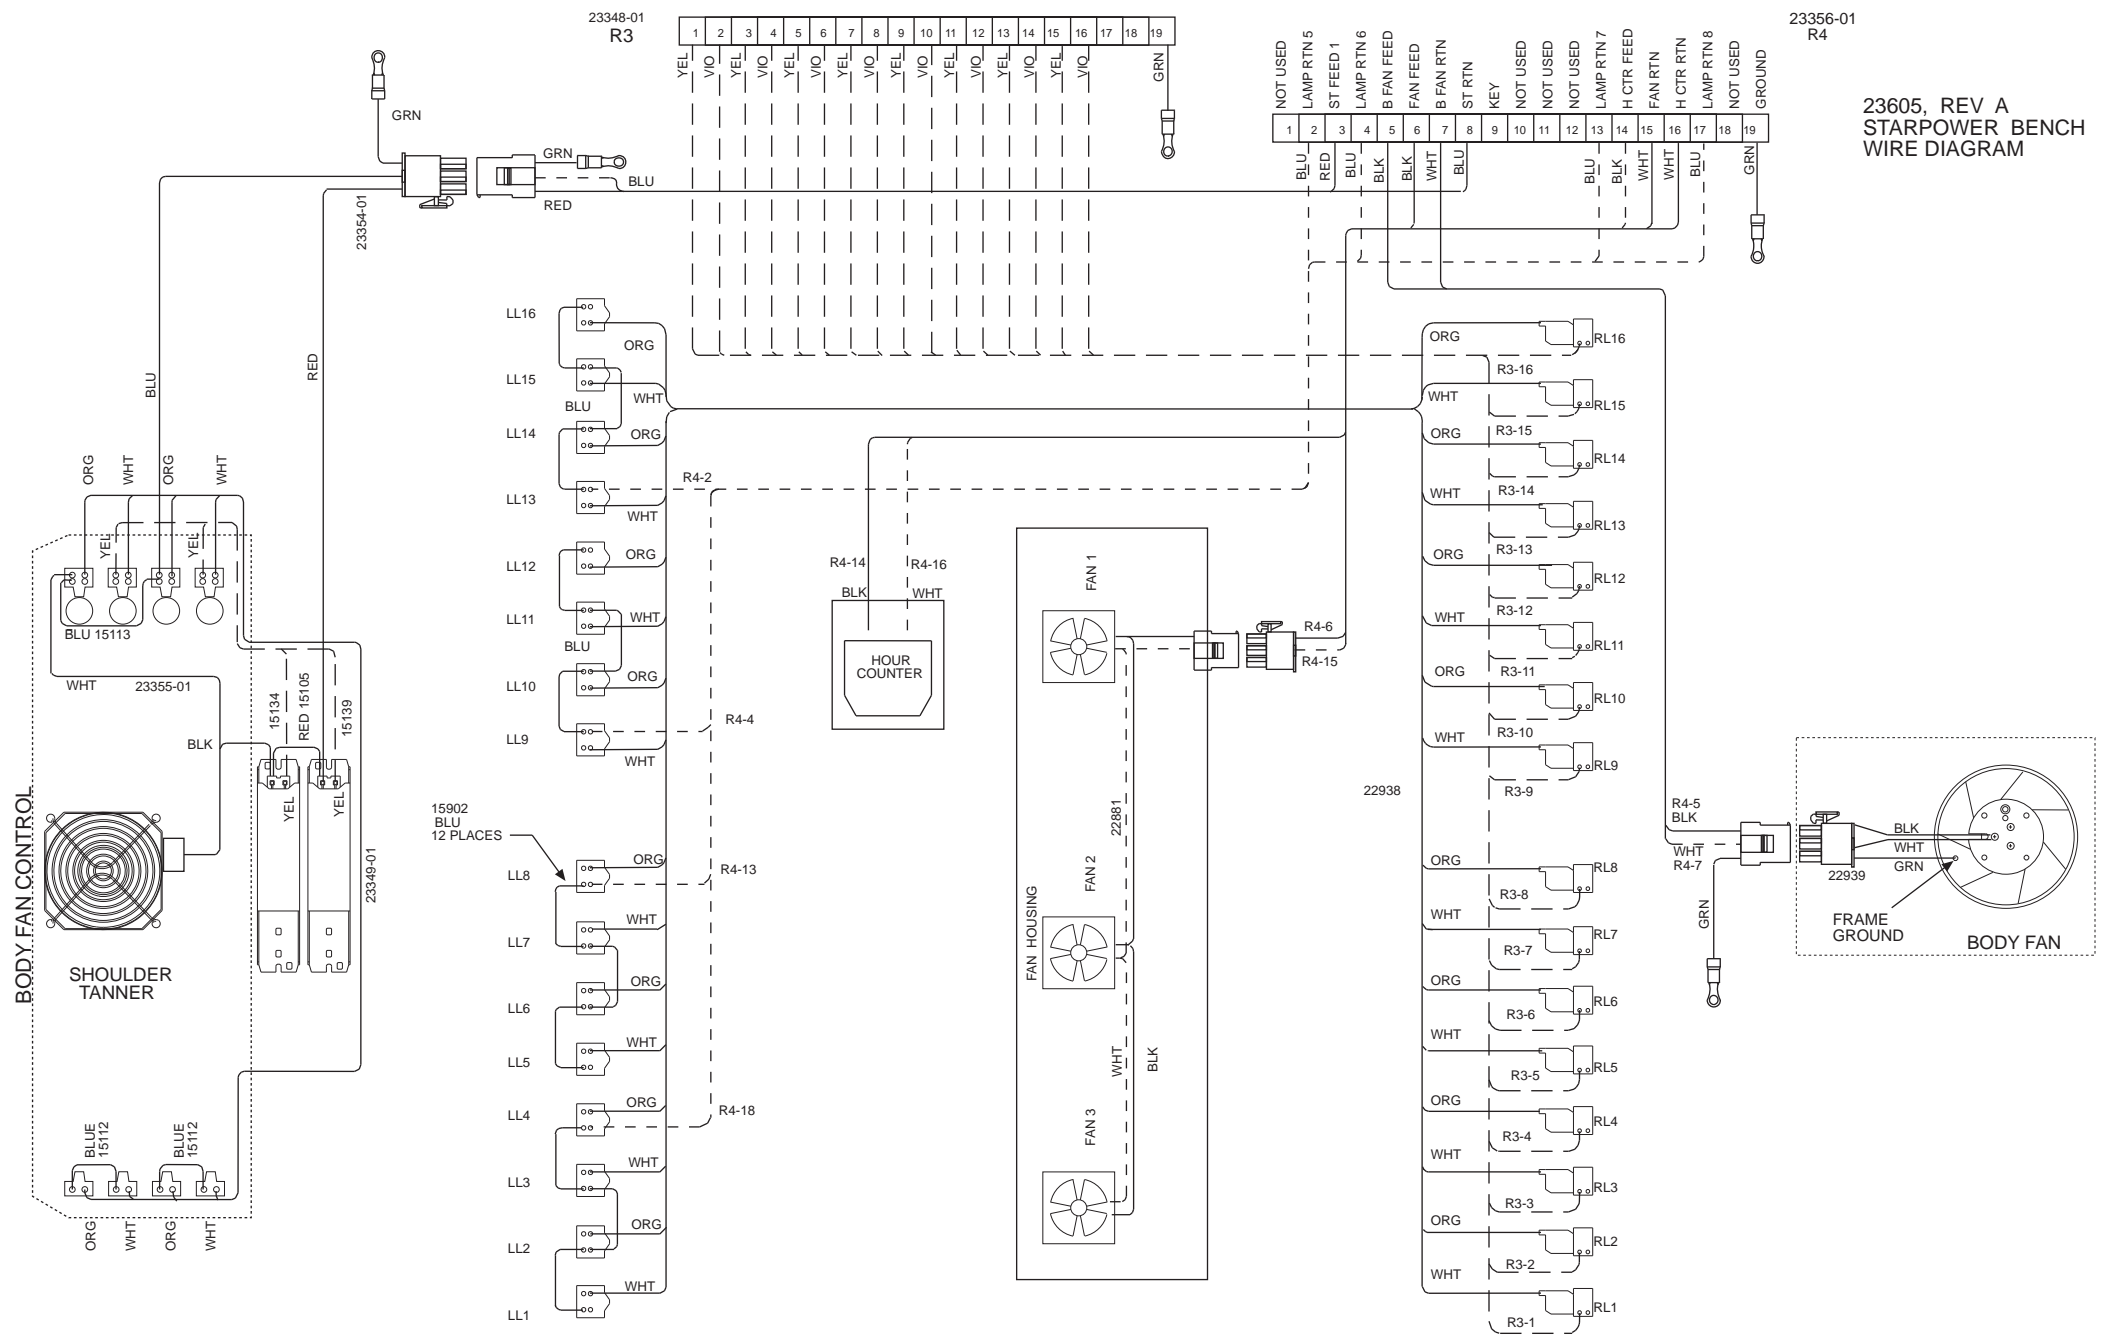 23348-01
R3
1 2 3 4 5 6 7 8 9 10 11 12 13 14 15 16 17 18 19
YEL VIO YEL VIO YEL VIO YEL VIO YEL VIO YEL VIO YEL VIO YEL VIO GRN
23356-01
R4
NOT USED
LAMP RTN 5
ST FEED 1
LAMP RTN 6
B FAN FEED
FAN FEED
B FAN RTN
ST RTN
KEY
NOT USED
NOT USED
NOT USED
LAMP RTN 7
H CTR FEED
FAN RTN
H CTR RTN
LAMP RTN 8
NOT USED
GROUND
1 2 3 4 5 6 7 8 9 10 11 12 13 14 15 16 17 18 19
BLU RED BLU BLK BLK WHT BLU BLU BLK WHT WHT BLU GRN
23605, REV A
STARPOWER BENCH
WIRE DIAGRAM
GRN
GRN
BLU
RED
23354-01
BLU
RED
ORG
WHT
ORG
WHT
YEL
YEL
BLU 15113
WHT
23355-01
BLK
15134
RED 15105
15139
YEL
YEL
23349-01
BODY FAN CONTROL
SHOULDER
TANNER
BLUE
15112
BLUE
15112
ORG
WHT
ORG
WHT
LL16
ORG
LL15
WHT
BLU
LL14
ORG
LL13
R4-2
WHT
LL12
ORG
LL11
WHT
BLU
LL10
ORG
LL9
R4-4
WHT
15902
BLU
12 PLACES
LL8
ORG
R4-13
LL7
WHT
LL6
ORG
LL5
WHT
LL4
ORG
R4-18
LL3
WHT
LL2
ORG
LL1
WHT
R4-14
R4-16
BLK
WHT
HOUR
COUNTER
FAN 1
R4-6
R4-15
22881
FAN 2
FAN HOUSING
WHT
BLK
FAN 3
22938
ORG
RL16
R3-16
WHT
RL15
R3-15
ORG
RL14
R3-14
WHT
RL13
R3-13
ORG
RL12
R3-12
WHT
RL11
R3-11
ORG
RL10
R3-10
WHT
RL9
R3-9
ORG
RL8
R3-8
WHT
RL7
R3-7
ORG
RL6
R3-6
WHT
RL5
R3-5
ORG
RL4
R3-4
WHT
RL3
R3-3
ORG
RL2
R3-2
WHT
RL1
R3-1
R4-5
BLK
WHT
R4-7
GRN
22939
BLK
WHT
GRN
FRAME
GROUND
BODY FAN